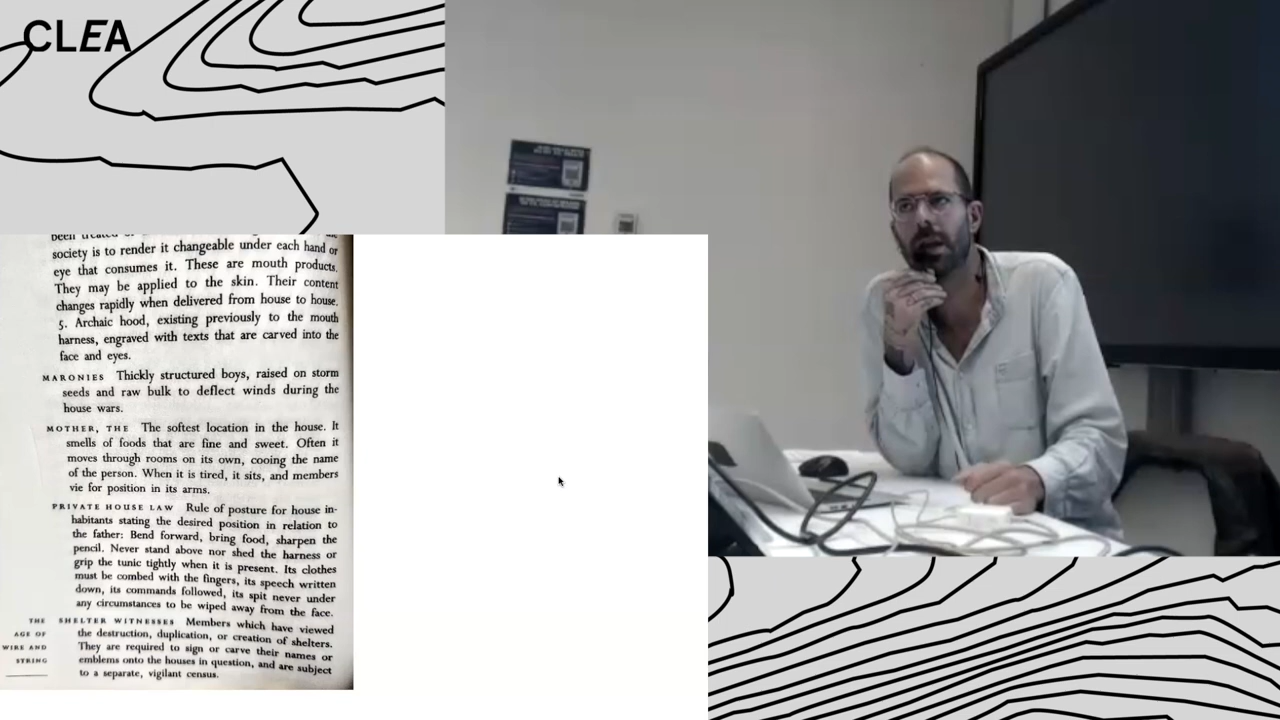 CLEA
society is to render it changeable under each hand or
eye that consumes it. These are mouth products.
They may be applied to the skin. Their content
changes rapidly when delivered from house to house.
5. Archaic hood, existing previously to the mouth
harness, engraved with texts that are carved into the
face and eyes.
MARONIES Thickly structured boys, raised on storm
seeds and raw bulk to deflect winds during the
house wars.
MOTHER, THE The softest location in the house. It
smells of foods that are fine and sweet. Often it
moves through rooms on its own, cooing the name
of the person. When it is tired, it sits, and members
vie for position in its arms.
PRIVATE HOUSE LAW Rule of posture for house in-
habitants stating the desired position in relation to
the father: Bend forward, bring food, sharpen the
pencil. Never stand above nor shed the harness or
grip the tunic tightly when it is present. Its clothes
must be combed with the fingers, its speech written
down, its commands followed, its spit never under
any circumstances to be wiped away from the face.
SHELTER WITNESSES Members which have viewed
the destruction, duplication, or creation of shelters.
They are required to sign or carve their names or
emblems onto the houses in question, and are subject
to a separate, vigilant census.
THE
AGE OF
WIRE AND
STRING